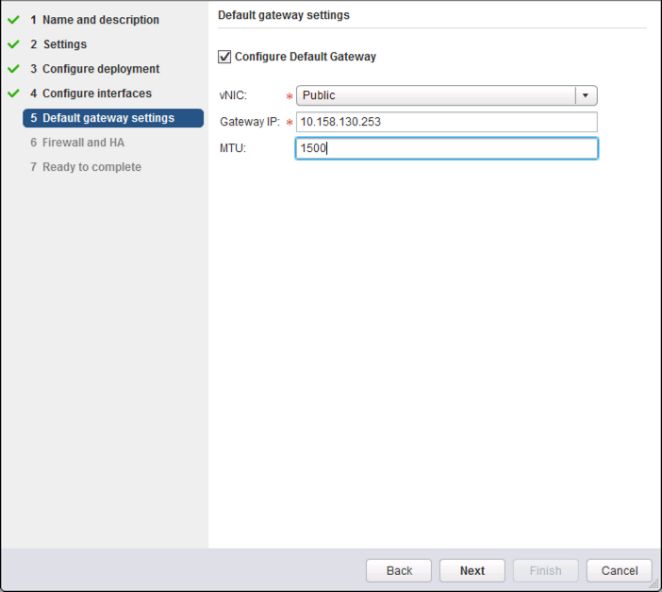 1 Name and description
2 Settings
3 Configure deployment
4 Configure interfaces
5 Default gateway settings
6 Firewall and HA
7 Ready to complete
Default gateway settings
Configure Default Gateway
vNIC: * Public
Gateway IP: * 10.158.130.253
MTU: 1500
Back Next Finish Cancel